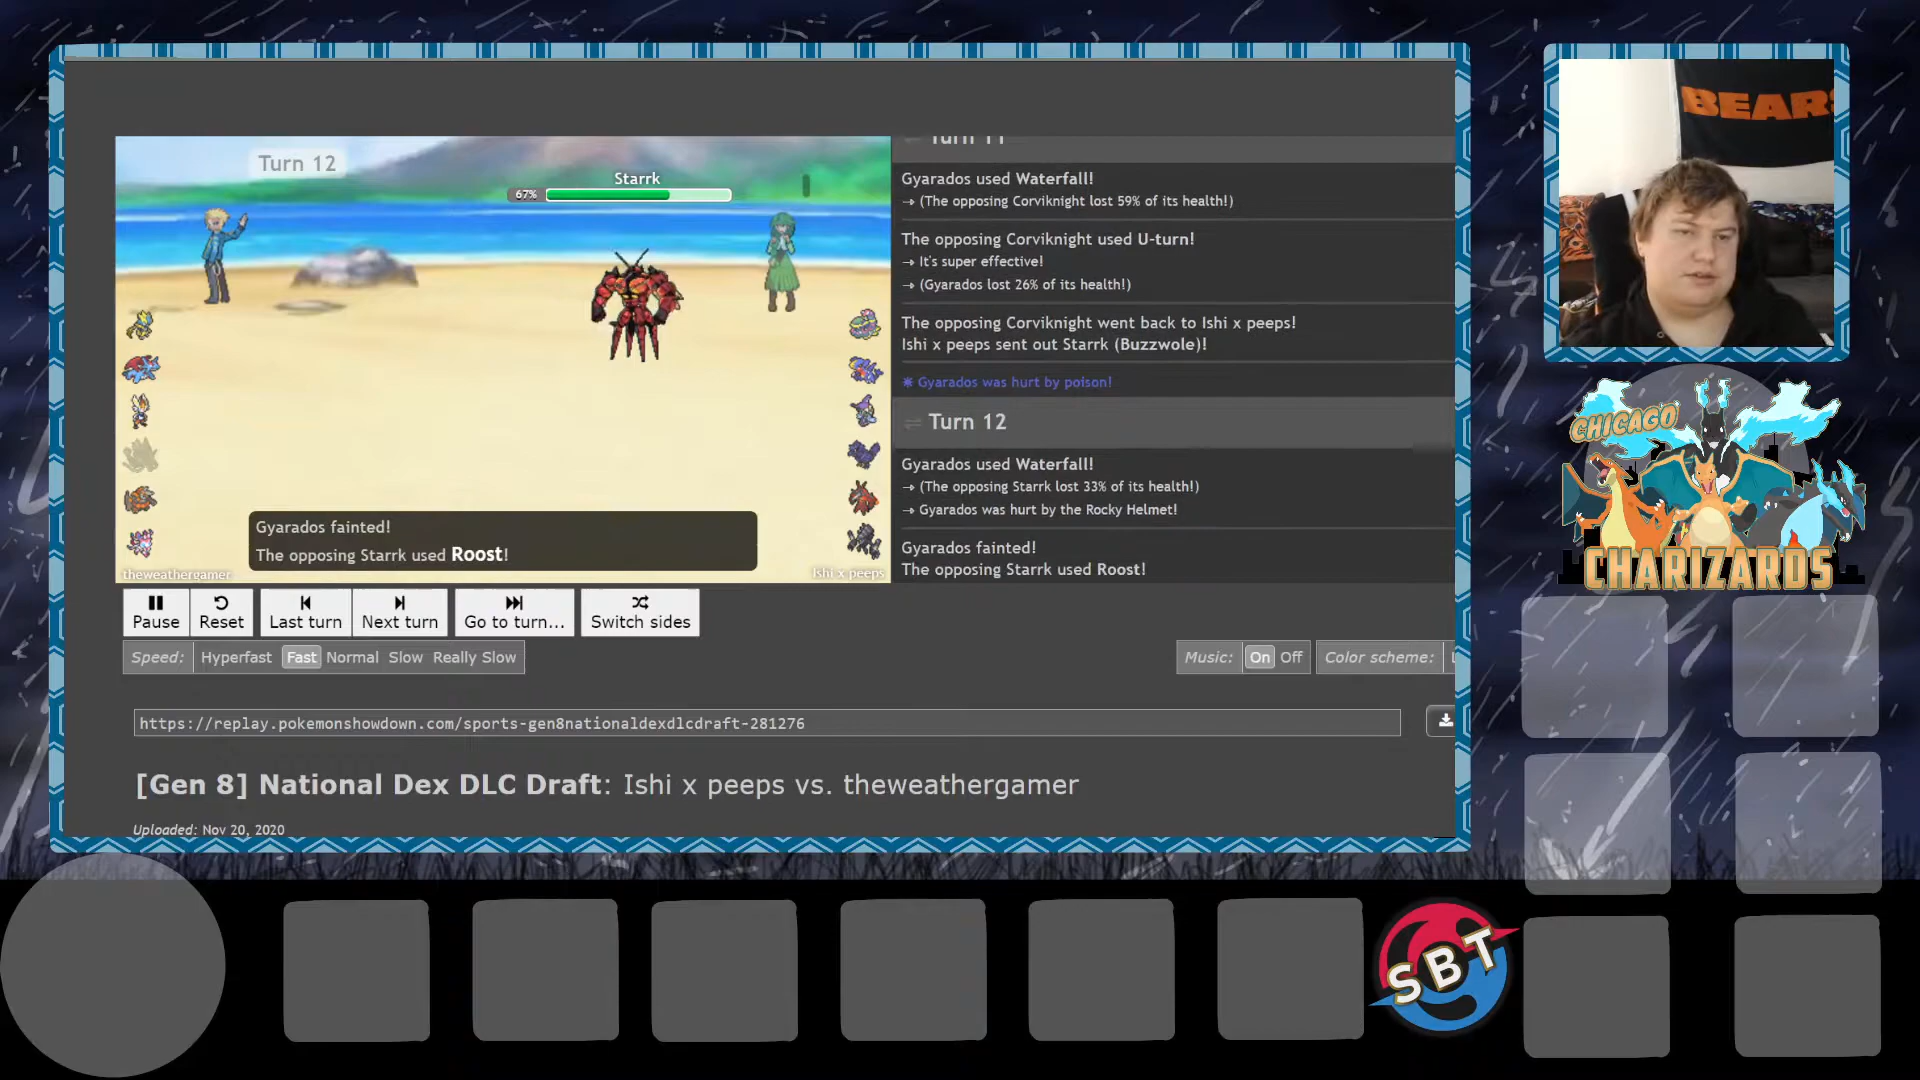 BEARS
Turn 12
Starrk
67%
Turn 11
Gyarados used Waterfall!
→ (The opposing Corviknight lost 59% of its health!)
The opposing Corviknight used U-turn!
→ It's super effective!
→ (Gyarados lost 26% of its health!)
The opposing Corviknight went back to Ishi x peeps!
Ishi x peeps sent out Starrk (Buzzwole)!
Gyarados was hurt by poison!
Turn 12
Gyarados used Waterfall!
→ (The opposing Starrk lost 33% of its health!)
→ Gyarados was hurt by the Rocky Helmet!
Gyarados fainted!
The opposing Starrk used Roost!
Gyarados fainted!
The opposing Starrk used Roost!
theweathergamer
Ishi x peeps
CHICAGO
CHARIZARDS
Pause
Reset
Last turn
Next turn
Go to turn...
Switch sides
Speed: Hyperfast Fast Normal Slow Really Slow
Music: On Off
Color scheme:
https://replay.pokemonshowdown.com/sports-gen8nationaldexdlcdraft-281276
[Gen 8] National Dex DLC Draft: Ishi x peeps vs. theweathergamer
Uploaded: Nov 20, 2020
SBT